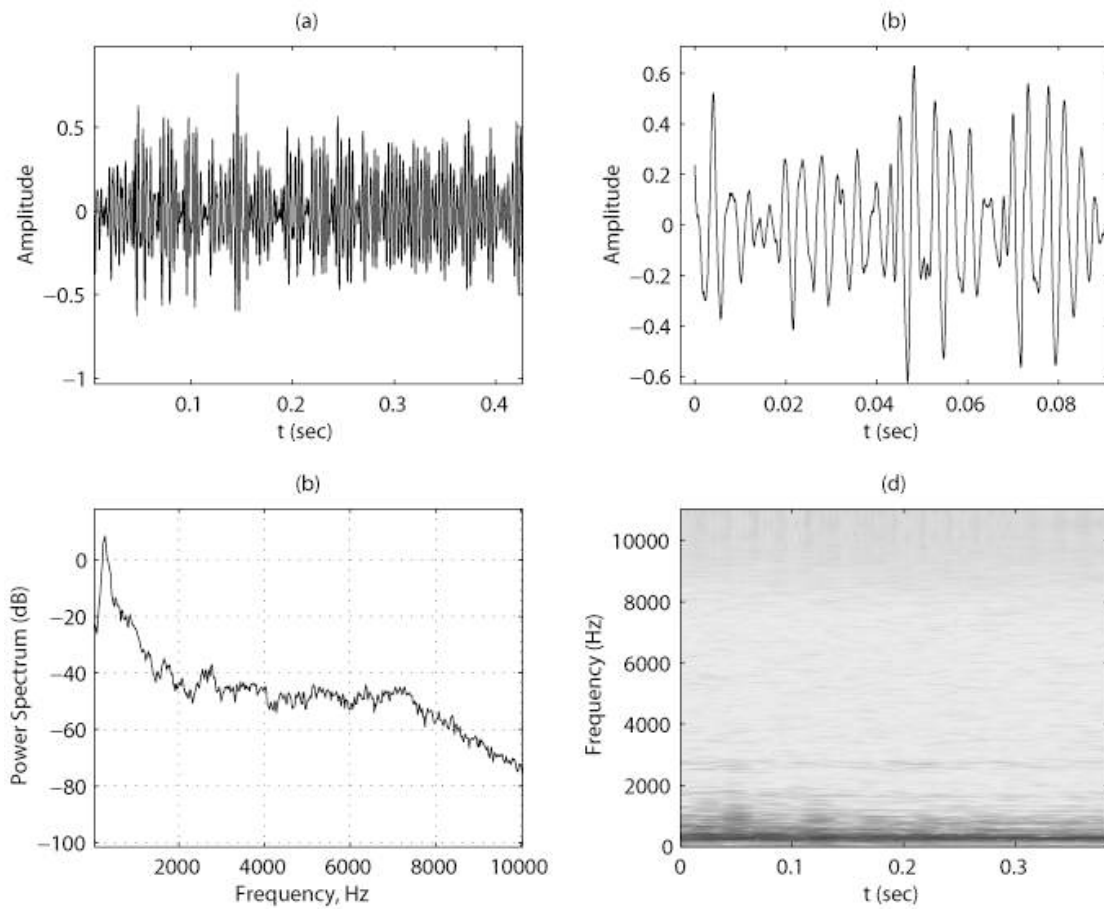 (a)
Amplitude
0.5
0
−0.5
−1
0.1 0.2 0.3 0.4
t (sec)
(b)
Amplitude
0.6
0.4
0.2
0
−0.2
−0.4
−0.6
0 0.02 0.04 0.06 0.08
t (sec)
(b)
Power Spectrum (dB)
0
−20
−40
−60
−80
−100
2000 4000 6000 8000 10000
Frequency, Hz
(d)
Frequency (Hz)
10000
8000
6000
4000
2000
0
0 0.1 0.2 0.3
t (sec)